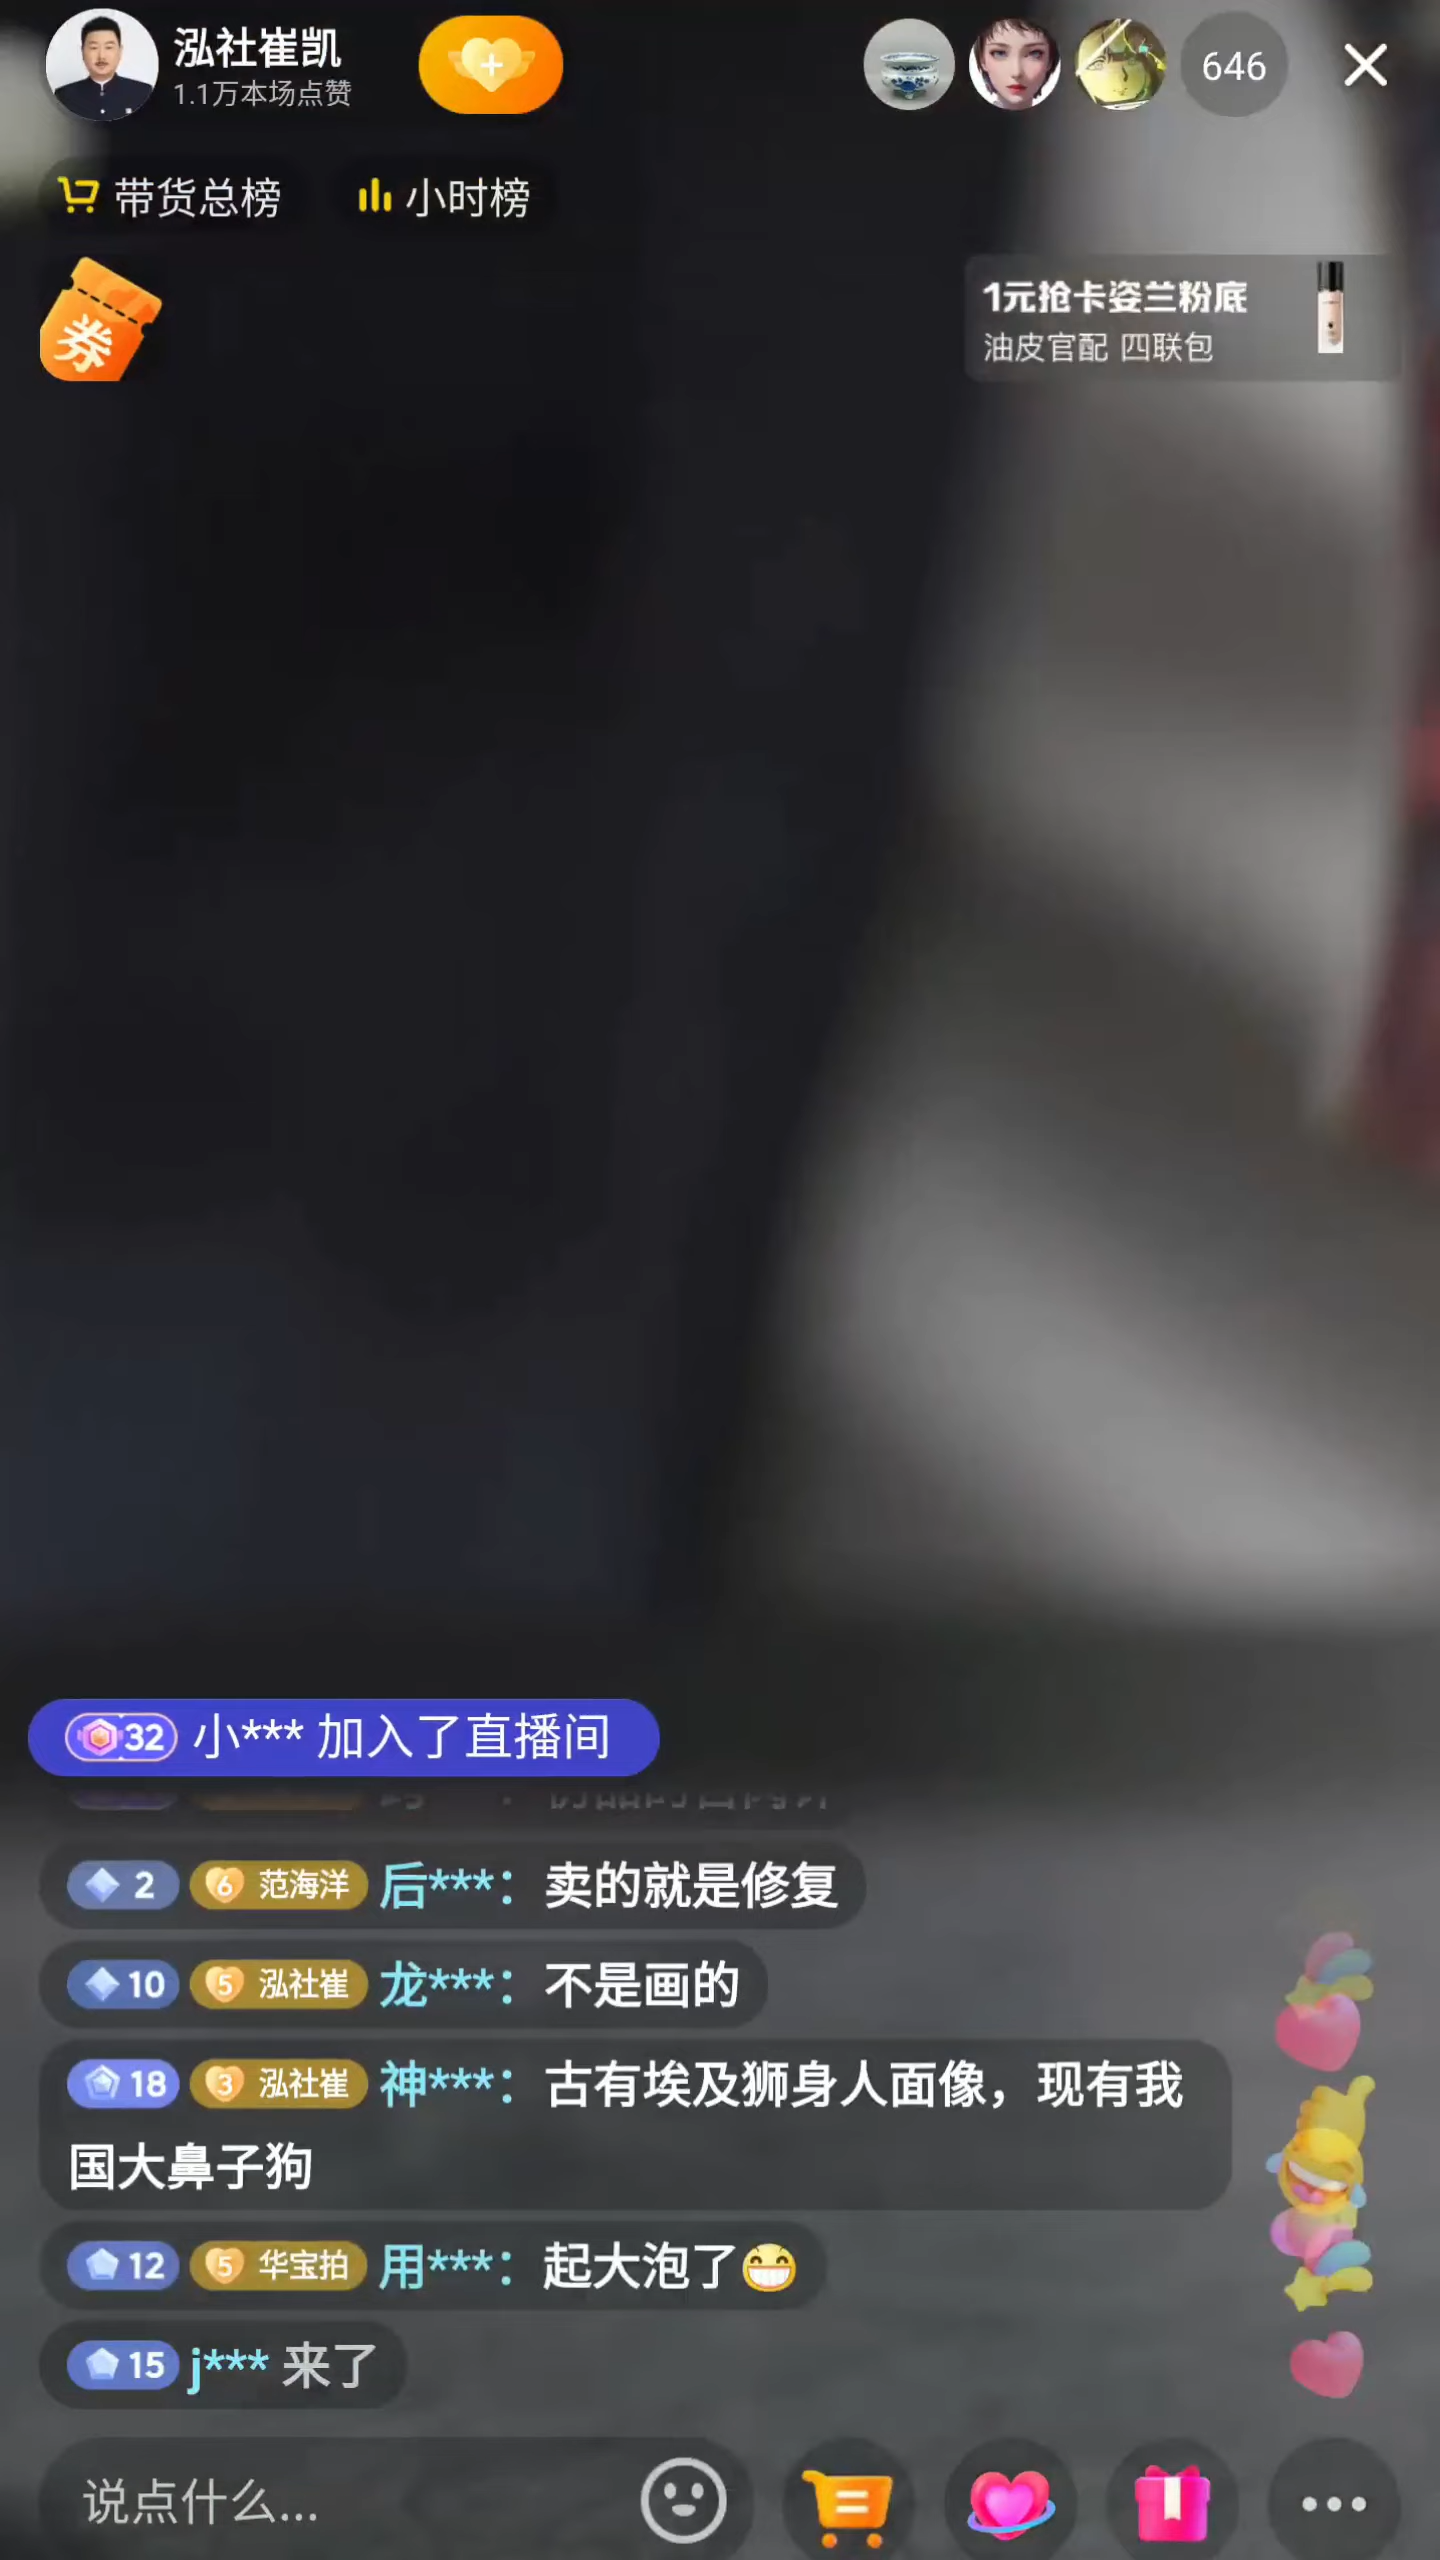 泓社崔凯
1.1万本场点赞
646
带货总榜
小时榜
券
1元抢卡姿兰粉底
油皮官配 四联包
32 小*** 加入了直播间
2 6 范海洋 后***： 卖的就是修复
10 5 泓社崔 龙***： 不是画的
18 3 泓社崔 神***： 古有埃及狮身人面像，现有我
国大鼻子狗
12 5 华宝拍 用***： 起大泡了😁
15 j*** 来了
说点什么...